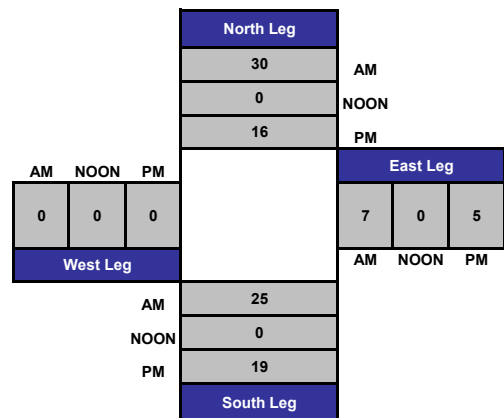 North Leg
30 AM
0 NOON
16 PM
AM NOON PM East Leg
0 0 0 7 0 5
West Leg AM NOON PM
AM 25
NOON 0
PM 19
South Leg